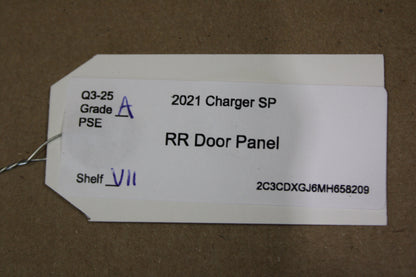 Q3-25
Grade A
PSE
2021 Charger SP
RR Door Panel
Shelf VII
2C3CDXGJ6MH658209